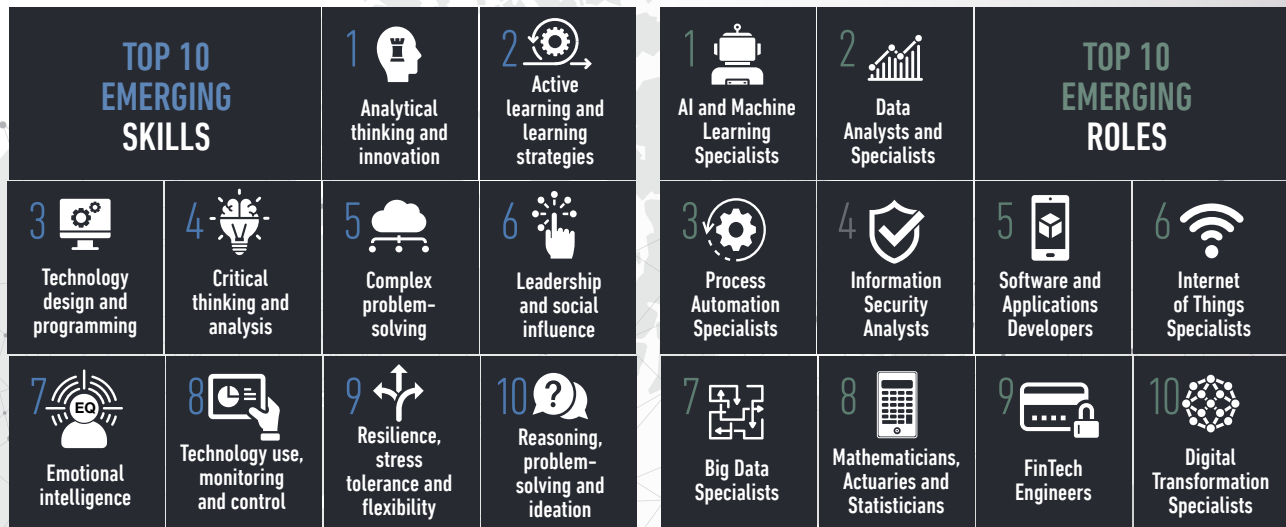 TOP 10
EMERGING
SKILLS
1
Analytical
thinking and
innovation
2
Active
learning and
learning
strategies
3
Technology
design and
programming
4
Critical
thinking and
analysis
5
Complex
problem-
solving
6
Leadership
and social
influence
7
EQ
Emotional
intelligence
8
Technology use,
monitoring
and control
9
Resilience,
stress
tolerance and
flexibility
10
?
Reasoning,
problem-
solving and
ideation
1
AI and Machine
Learning
Specialists
2
Data
Analysts and
Specialists
TOP 10
EMERGING
ROLES
3
Process
Automation
Specialists
4
Information
Security
Analysts
5
Software and
Applications
Developers
6
Internet
of Things
Specialists
7
Big Data
Specialists
8
Mathematicians,
Actuaries and
Statisticians
9
FinTech
Engineers
10
Digital
Transformation
Specialists